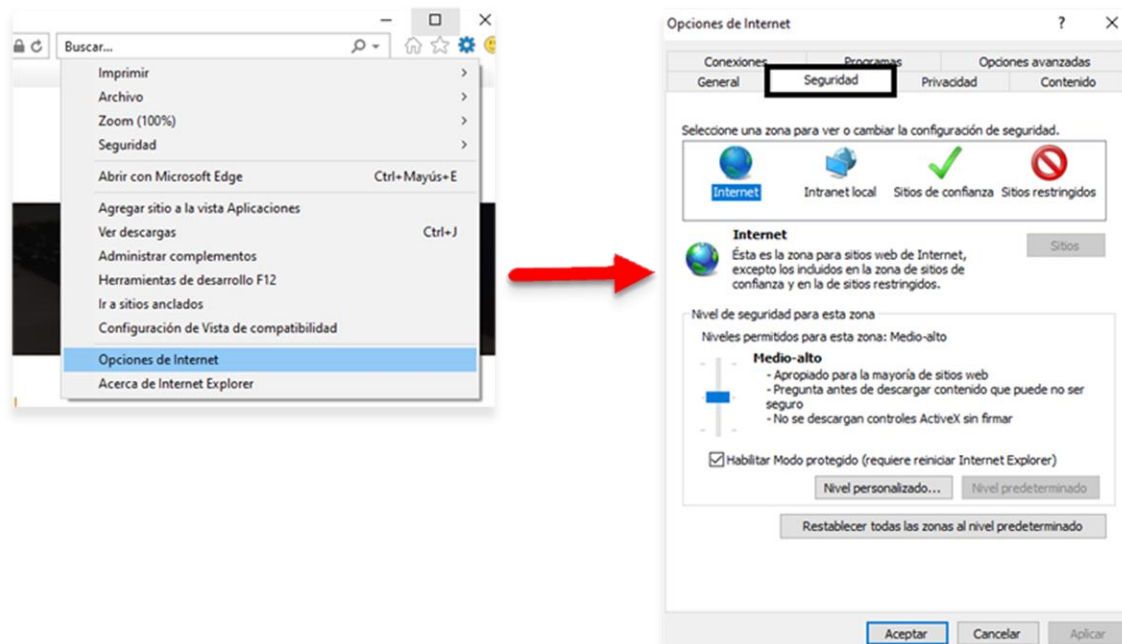 Buscar...
Imprimir
Archivo
Zoom (100%)
Seguridad
Abrir con Microsoft Edge Ctrl+Mayús+E
Agregar sitio a la vista Aplicaciones
Ver descargas Ctrl+J
Administrar complementos
Herramientas de desarrollo F12
Ir a sitios anclados
Configuración de Vista de compatibilidad
Opciones de Internet
Acerca de Internet Explorer
Opciones de Internet
Conexiones Programas Opciones avanzadas
General Seguridad Privacidad Contenido
Seleccione una zona para ver o cambiar la configuración de seguridad.
Internet Intranet local Sitios de confianza Sitios restringidos
Internet
Sitios
Ésta es la zona para sitios web de Internet,
excepto los incluidos en la zona de sitios de
confianza y en la de sitios restringidos.
Nivel de seguridad para esta zona
Niveles permitidos para esta zona: Medio-alto
Medio-alto
- Apropiado para la mayoría de sitios web
- Pregunta antes de descargar contenido que puede no ser
seguro
- No se descargan controles ActiveX sin firmar
Habilitar Modo protegido (requiere reiniciar Internet Explorer)
Nivel personalizado... Nivel predeterminado
Restablecer todas las zonas al nivel predeterminado
Aceptar Cancelar Aplicar